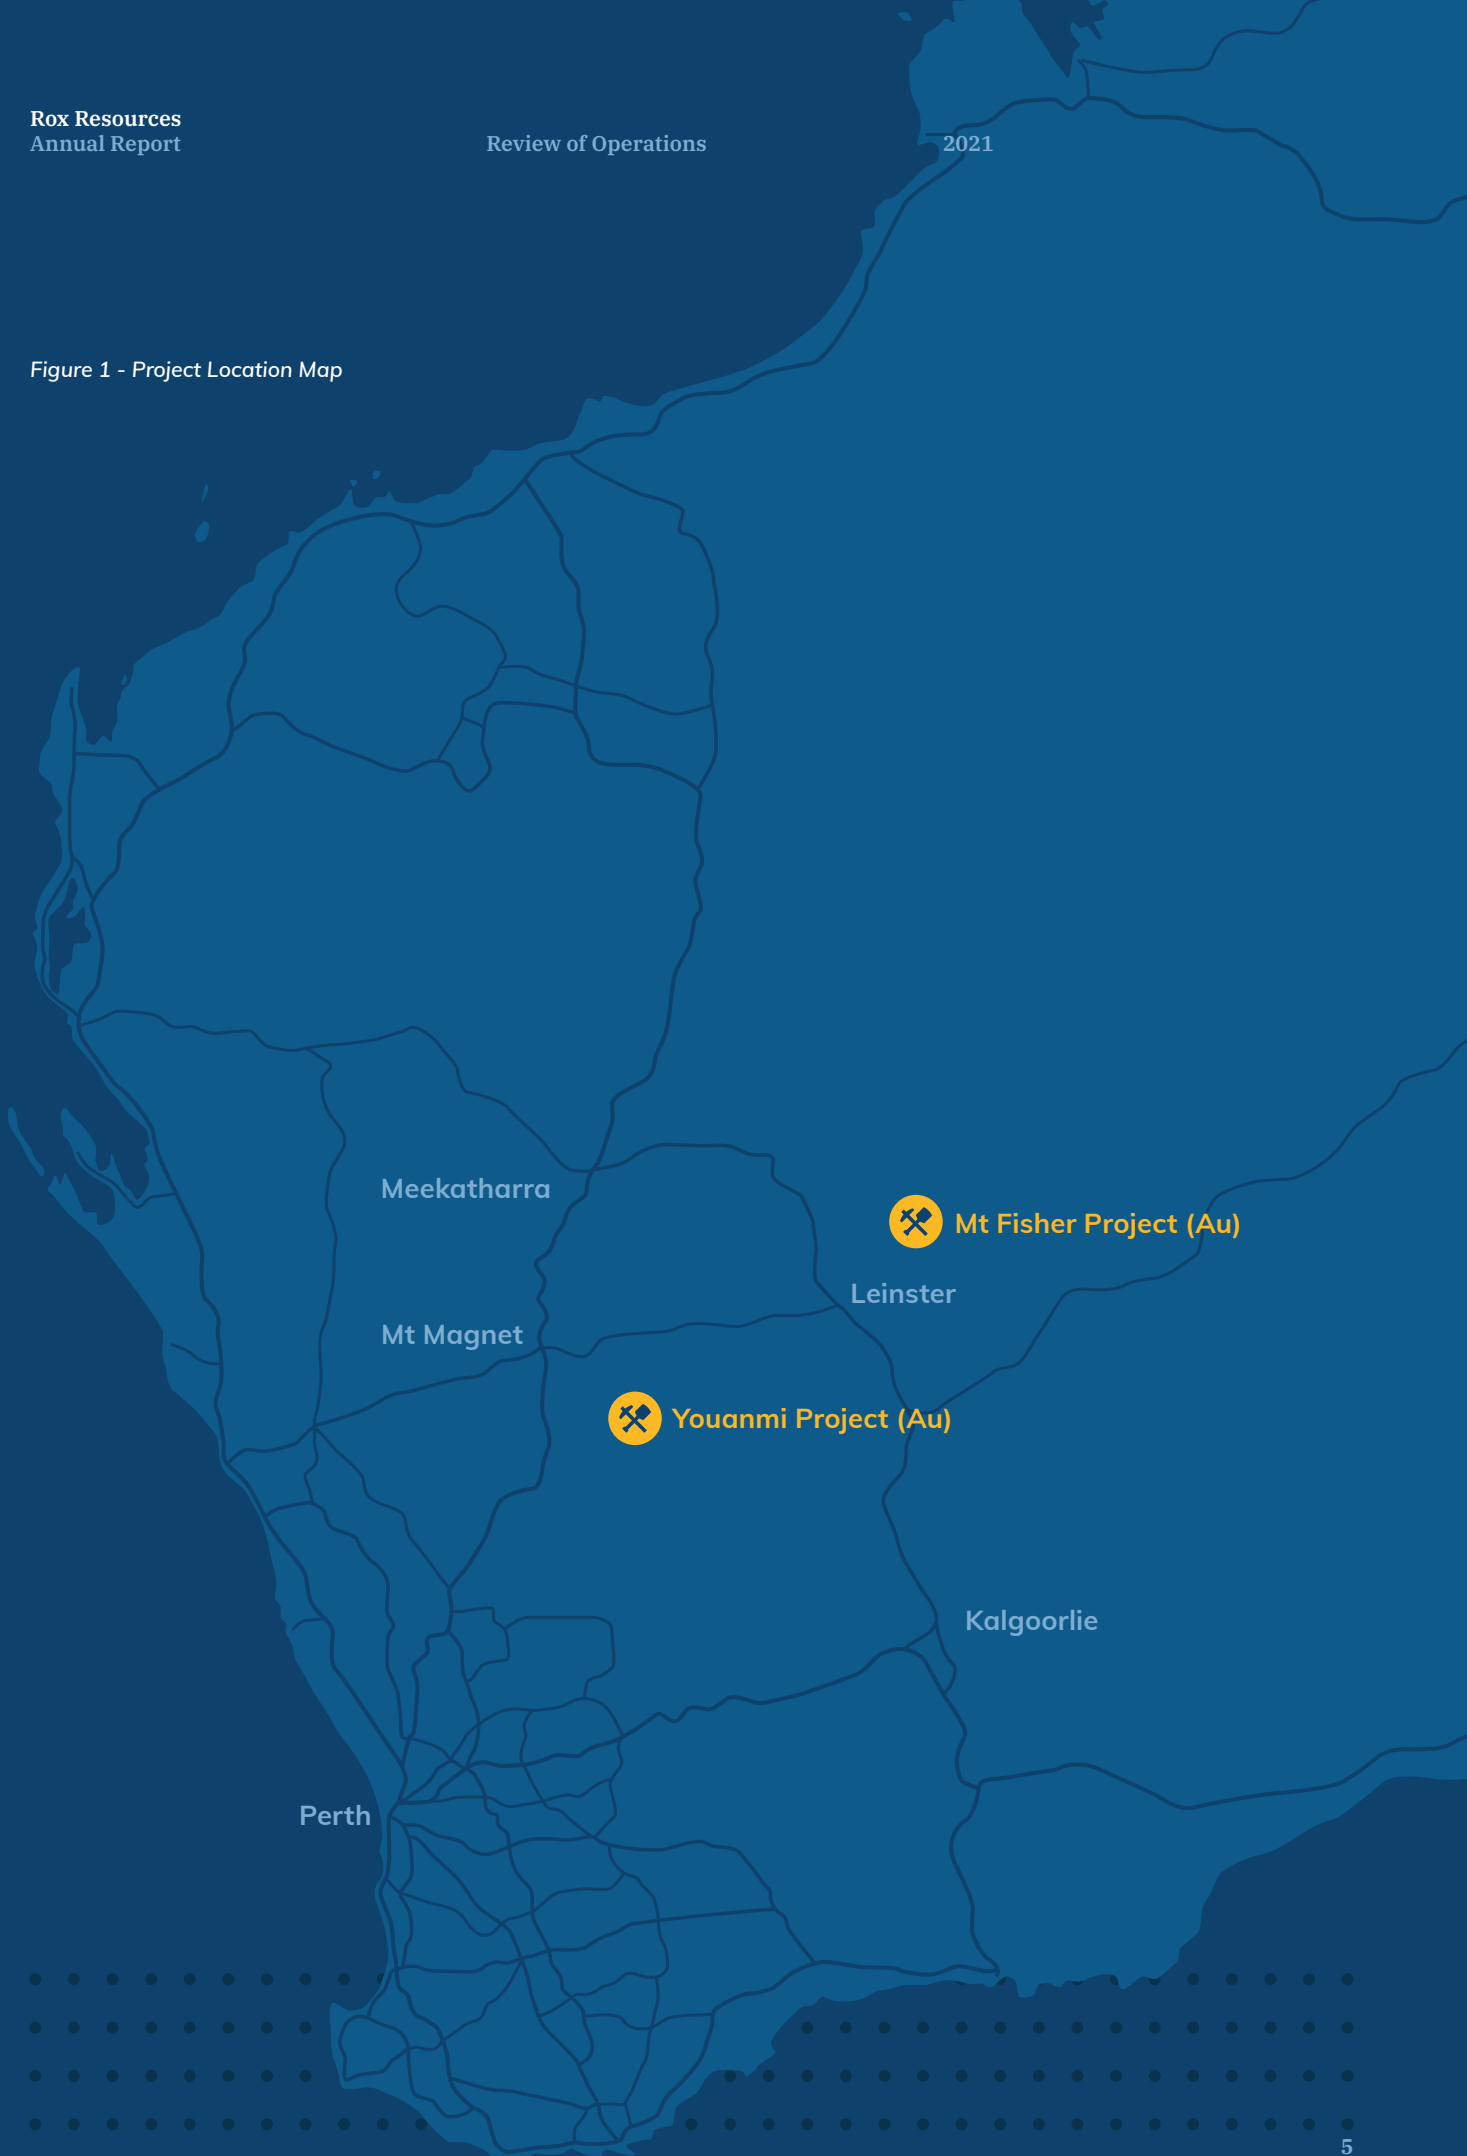 Rox Resources
Annual Report
Review of Operations
2021
Figure 1 - Project Location Map
Meekatharra
Mt Fisher Project (Au)
Leinster
Mt Magnet
Youanmi Project (Au)
Kalgoorlie
Perth
5